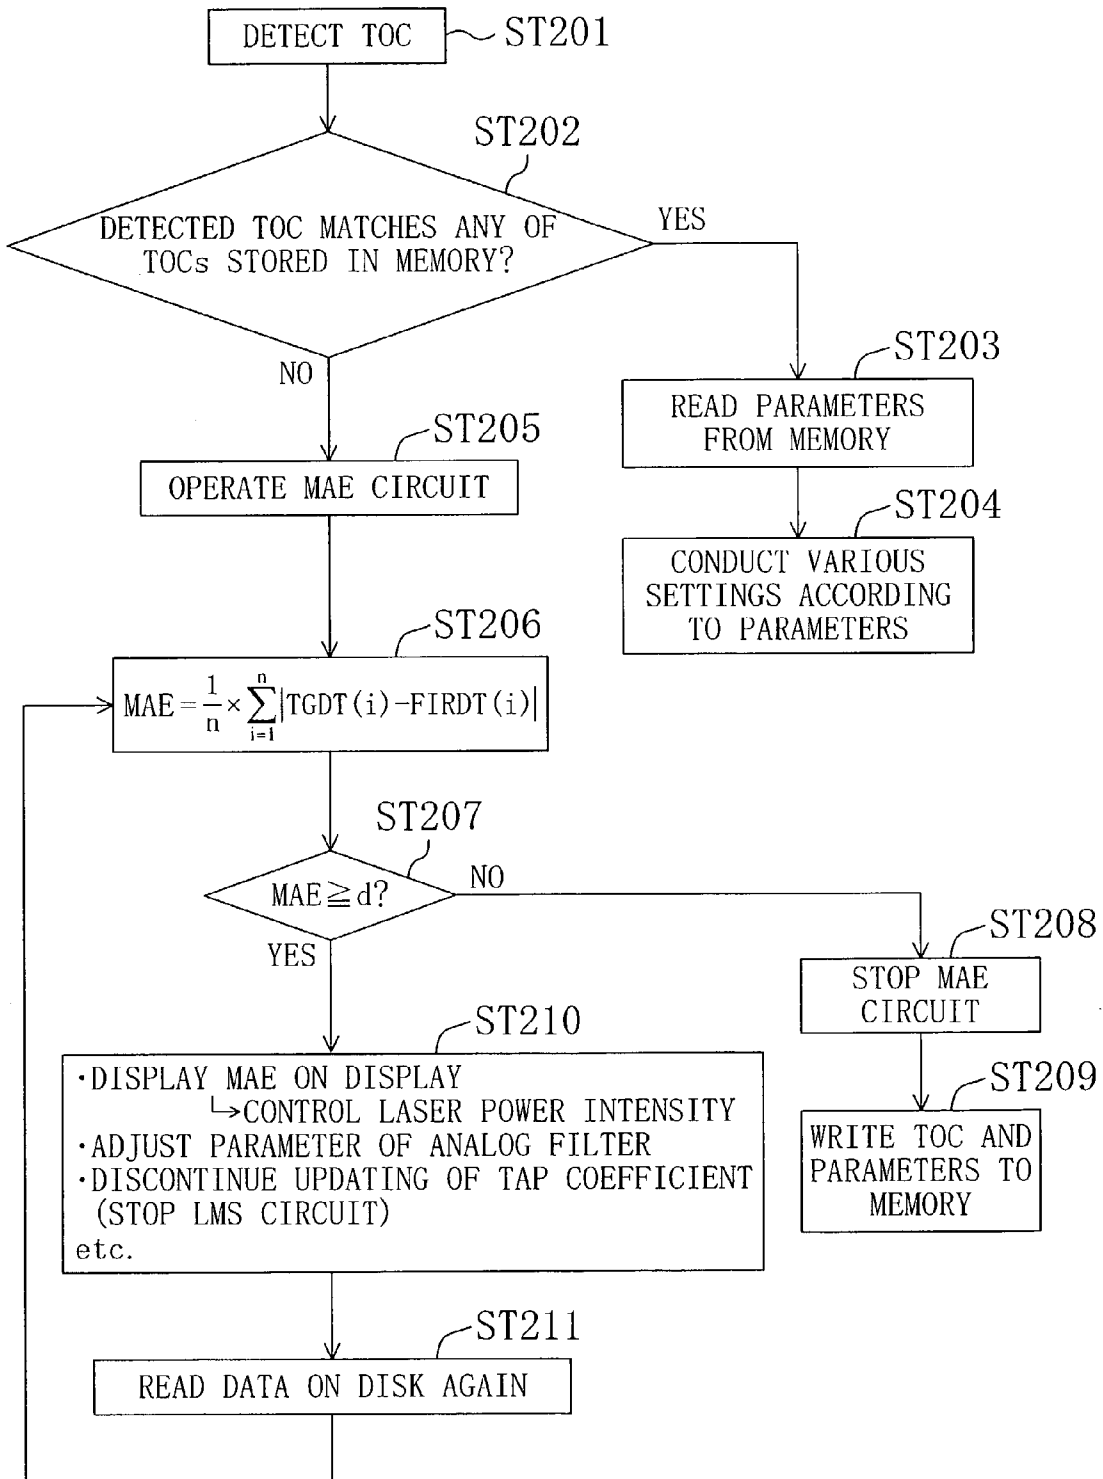 DETECT TOC
ST201
ST202
DETECTED TOC MATCHES ANY OF
TOCs STORED IN MEMORY?
YES
NO
ST203
READ PARAMETERS
FROM MEMORY
ST204
CONDUCT VARIOUS
SETTINGS ACCORDING
TO PARAMETERS
ST205
OPERATE MAE CIRCUIT
ST206
MAE = 1/n × n∑i=1 |TGDT(i)-FIRDT(i)|
ST207
MAE≧d?
NO
YES
ST208
STOP MAE
CIRCUIT
ST209
WRITE TOC AND
PARAMETERS TO
MEMORY
ST210
·DISPLAY MAE ON DISPLAY
↳CONTROL LASER POWER INTENSITY
·ADJUST PARAMETER OF ANALOG FILTER
·DISCONTINUE UPDATING OF TAP COEFFICIENT
(STOP LMS CIRCUIT)
etc.
ST211
READ DATA ON DISK AGAIN